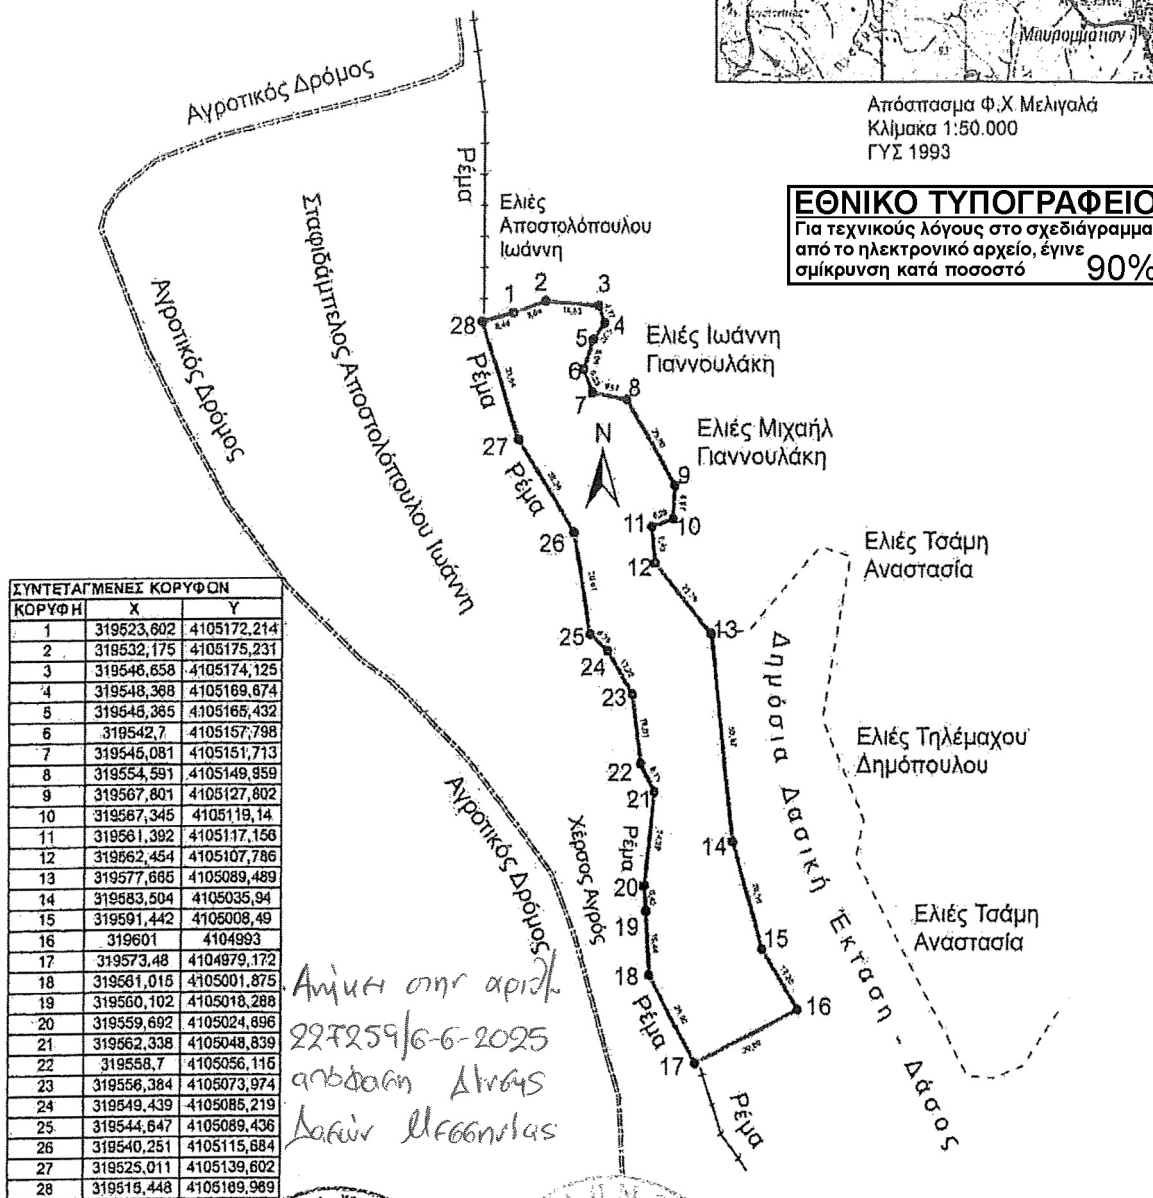 Μαυρομμάτιον
Απόσπασμα Φ.Χ Μελιγαλά
Κλίμακα 1:50.000
ΓΥΣ 1993
ΕΘΝΙΚΟ ΤΥΠΟΓΡΑΦΕΙΟ
Για τεχνικούς λόγους στο σχεδιάγραμμα
από το ηλεκτρονικό αρχείο, έγινε
σμίκρυνση κατά ποσοστό 90%
Αγροτικός Δρόμος
Ρέμα
Ελιές
Αποστολόπουλου
Ιωάννη
Σταφιδάμπελος Αποστολόπουλου Ιωάννη
Αγροτικός Δρόμος
1
2
3
28
4
5
6
7
8
Ελιές Ιωάννη
Γιαννουλάκη
Ρέμα
N
Ελιές Μιχαήλ
Γιαννουλάκη
27
Ρέμα
9
10
11
26
12
Ελιές Τσάμη
Αναστασία
13
25
24
23
Δημόσια Δασική Έκταση - Δάσος
Ελιές Τηλέμαχου
Δημόπουλου
22
21
Αγροτικός Δρόμος
Χέρσος Αγρός
Ρέμα
14
20
19
Ελιές Τσάμη
Αναστασία
15
18
16
Ρέμα
17
Ρέμα
ΣΥΝΤΕΤΑΓΜΕΝΕΣ ΚΟΡΥΦΩΝ
ΚΟΡΥΦΗ X Y
1 319523,602 4105172,214
2 319532,175 4105175,231
3 319546,658 4105174,125
4 319548,368 4105169,674
5 319545,365 4105165,432
6 319542,7 4105157,798
7 319545,081 4105151,713
8 319554,591 4105149,959
9 319567,801 4105127,802
10 319567,345 4105119,14
11 319561,392 4105117,156
12 319562,454 4105107,786
13 319577,665 4105089,489
14 319583,504 4105035,94
15 319591,442 4105008,49
16 319601 4104993
17 319573,48 4104979,172
18 319561,015 4105001,875
19 319560,102 4105018,288
20 319559,692 4105024,696
21 319562,338 4105048,839
22 319558,7 4105056,115
23 319556,384 4105073,974
24 319549,439 4105085,219
25 319544,647 4105089,436
26 319540,251 4105115,684
27 319525,011 4105139,602
28 319515,448 4105169,969
Ανήκει στην αριθ.
227259/6-6-2025
απόφαση Δ/νσης
Δασών Μεσσηνίας